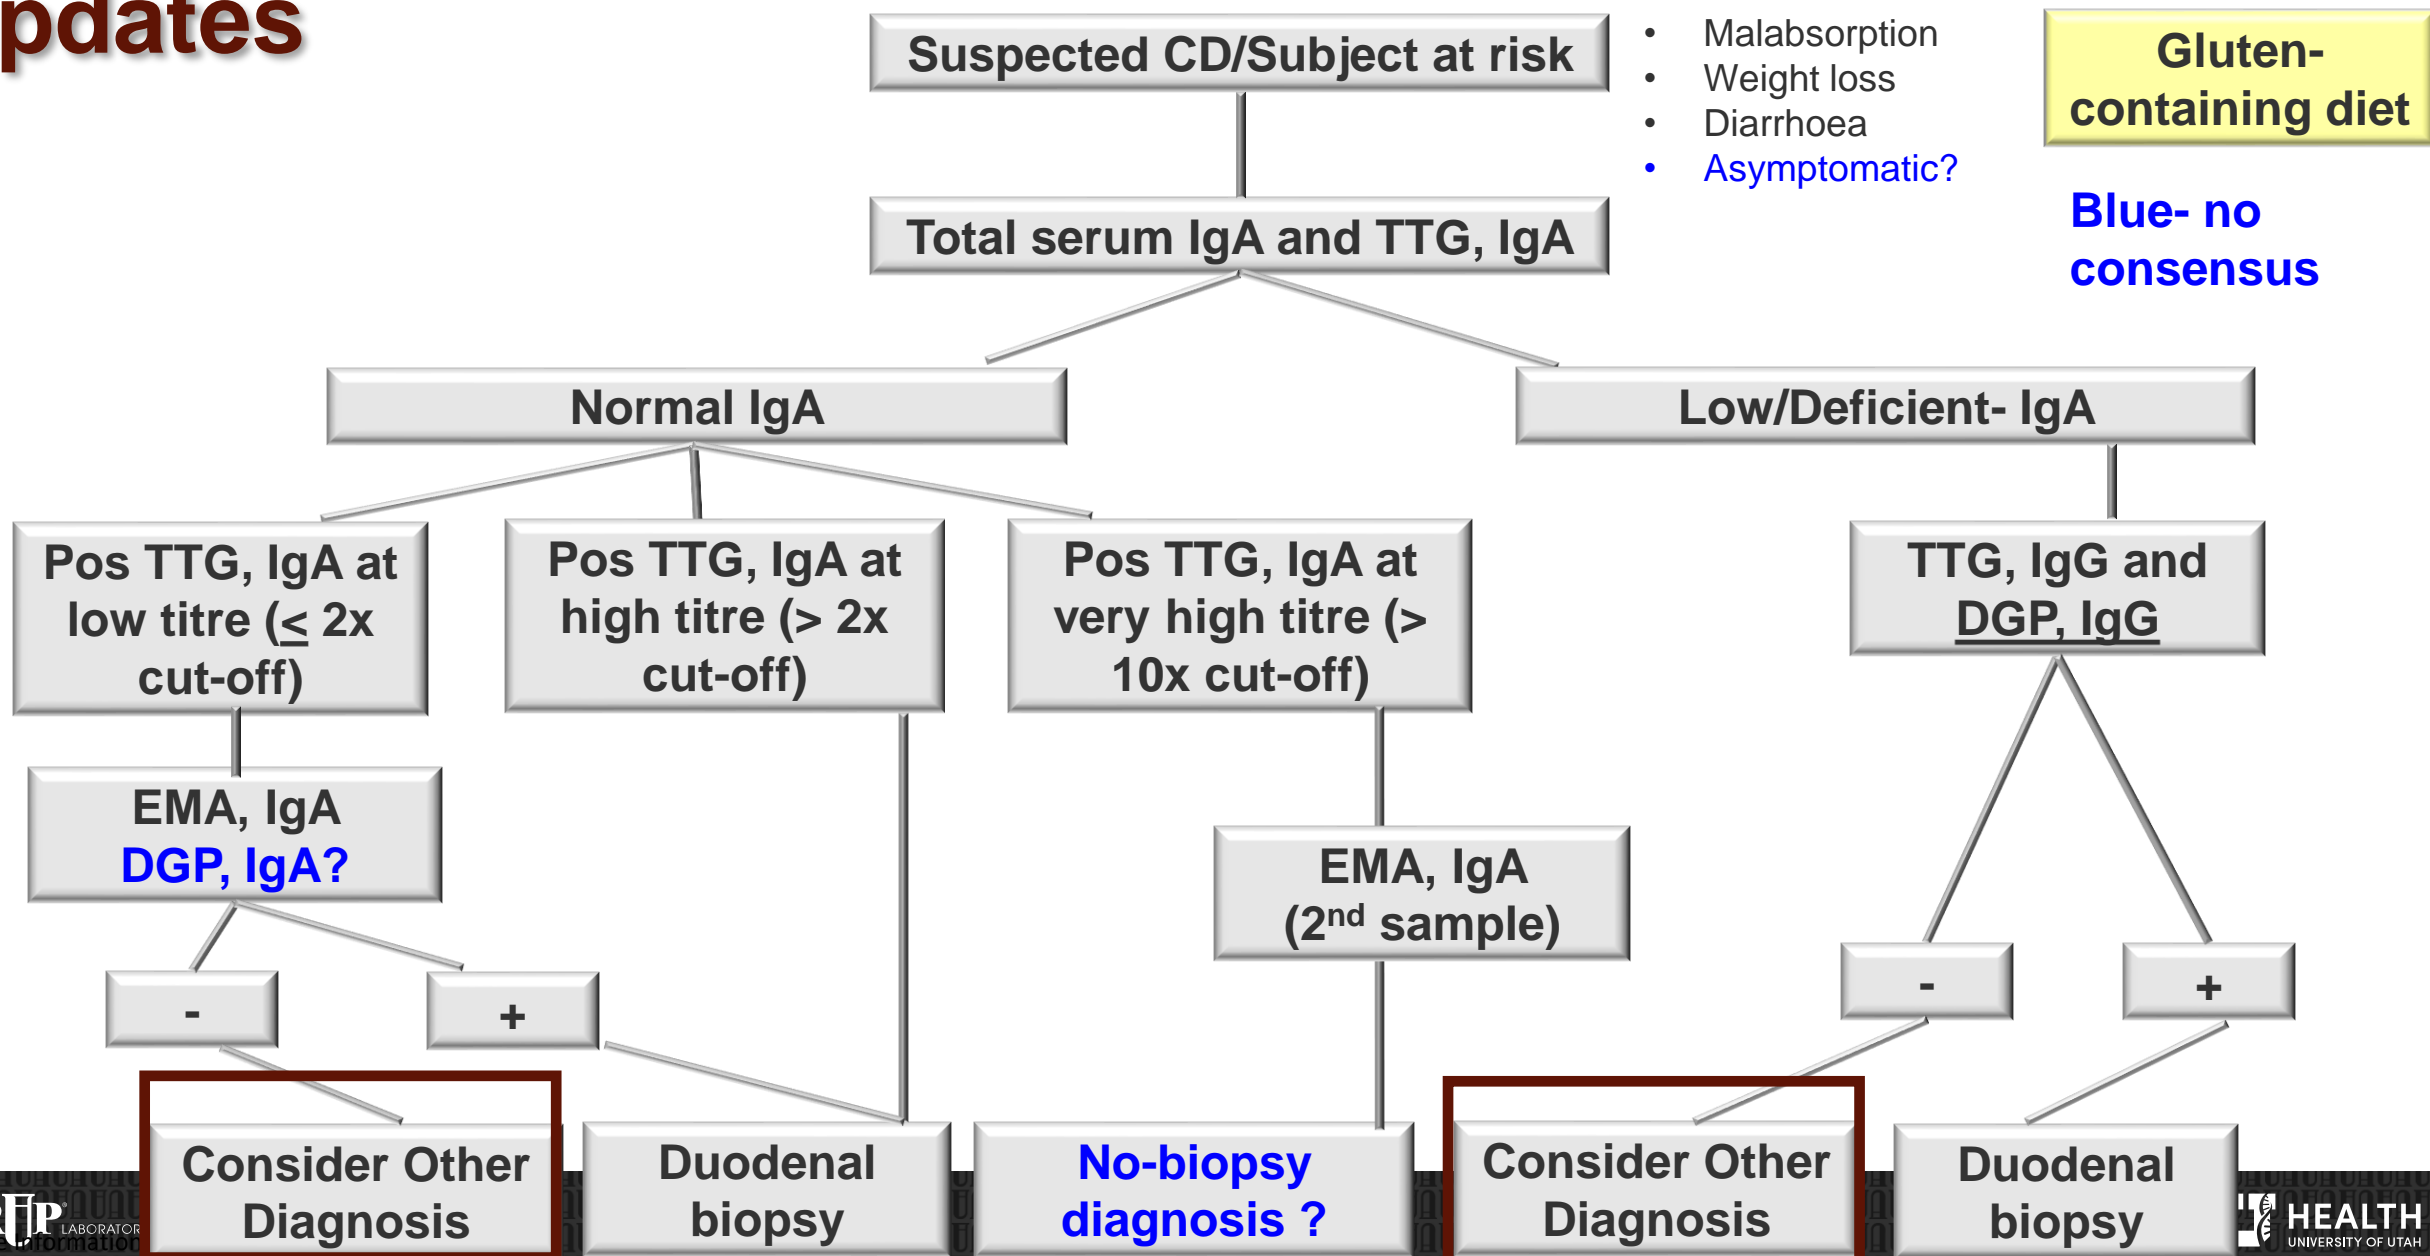 pdates
Suspected CD/Subject at risk
• Malabsorption
• Weight loss
• Diarrhoea
• Asymptomatic?
Gluten-
containing diet
Blue- no
consensus
Total serum IgA and TTG, IgA
Normal IgA
Low/Deficient- IgA
Pos TTG, IgA at
low titre (≤ 2x
cut-off)
Pos TTG, IgA at
high titre (> 2x
cut-off)
Pos TTG, IgA at
very high titre (>
10x cut-off)
TTG, IgG and
DGP, IgG
EMA, IgA
DGP, IgA?
EMA, IgA
(2nd sample)
-
+
-
+
Consider Other
Diagnosis
Duodenal
biopsy
No-biopsy
diagnosis ?
Consider Other
Diagnosis
Duodenal
biopsy
RUP LABORATOR
Information
HEALTH
UNIVERSITY OF UTAH